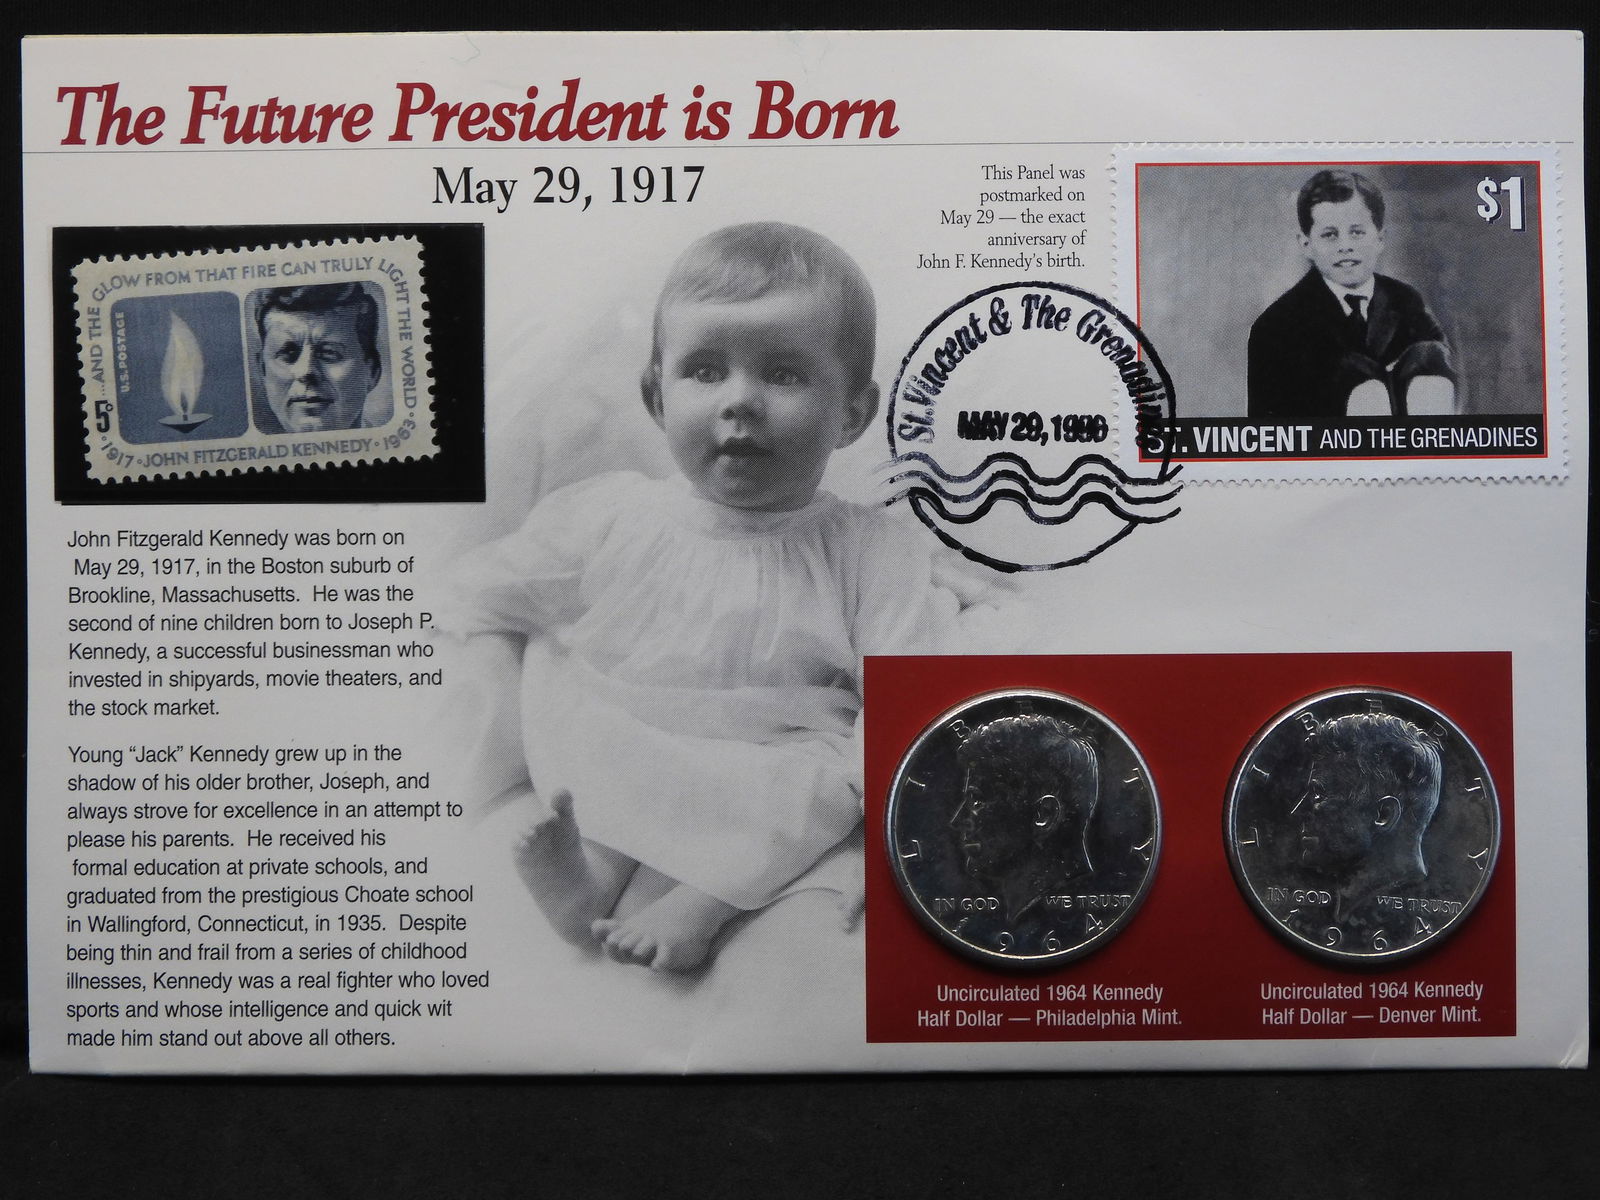 The Future President is Born
May 29, 1917
This Panel was
postmarked on
May 29 — the exact
anniversary of
John F. Kennedy's birth.
$1
ST. VINCENT AND THE GRENADINES
St. Vincent & The Grenadines
MAY 29, 1999
...AND THE GLOW FROM THAT FIRE CAN TRULY LIGHT THE WORLD•
U.S. POSTAGE
5¢
•1917•JOHN FITZGERALD KENNEDY•1963•
John Fitzgerald Kennedy was born on
May 29, 1917, in the Boston suburb of
Brookline, Massachusetts. He was the
second of nine children born to Joseph P.
Kennedy, a successful businessman who
invested in shipyards, movie theaters, and
the stock market.
Young "Jack" Kennedy grew up in the
shadow of his older brother, Joseph, and
always strove for excellence in an attempt to
please his parents. He received his
formal education at private schools, and
graduated from the prestigious Choate school
in Wallingford, Connecticut, in 1935. Despite
being thin and frail from a series of childhood
illnesses, Kennedy was a real fighter who loved
sports and whose intelligence and quick wit
made him stand out above all others.
LIBERTY
IN GOD WE TRUST
1964
Uncirculated 1964 Kennedy
Half Dollar — Philadelphia Mint.
LIBERTY
IN GOD WE TRUST
1964
Uncirculated 1964 Kennedy
Half Dollar — Denver Mint.